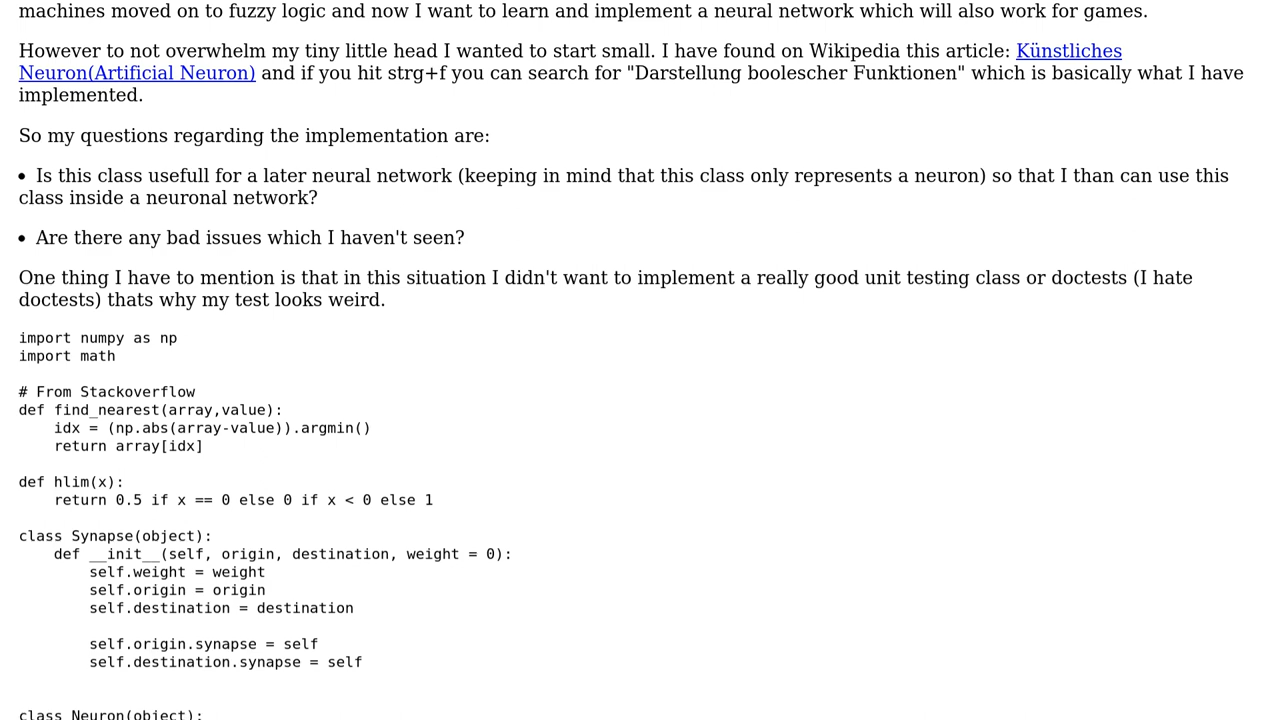 machines moved on to fuzzy logic and now I want to learn and implement a neural network which will also work for games.
However to not overwhelm my tiny little head I wanted to start small. I have found on Wikipedia this article: Künstliches
Neuron(Artificial Neuron) and if you hit strg+f you can search for "Darstellung boolescher Funktionen" which is basically what I have
implemented.
So my questions regarding the implementation are:
• Is this class usefull for a later neural network (keeping in mind that this class only represents a neuron) so that I than can use this
class inside a neuronal network?
• Are there any bad issues which I haven't seen?
One thing I have to mention is that in this situation I didn't want to implement a really good unit testing class or doctests (I hate
doctests) thats why my test looks weird.
import numpy as np
import math
# From Stackoverflow
def find_nearest(array,value):
    idx = (np.abs(array-value)).argmin()
    return array[idx]
def hlim(x):
    return 0.5 if x == 0 else 0 if x < 0 else 1
class Synapse(object):
    def __init__(self, origin, destination, weight = 0):
        self.weight = weight
        self.origin = origin
        self.destination = destination
        self.origin.synapse = self
        self.destination.synapse = self
class Neuron(object):